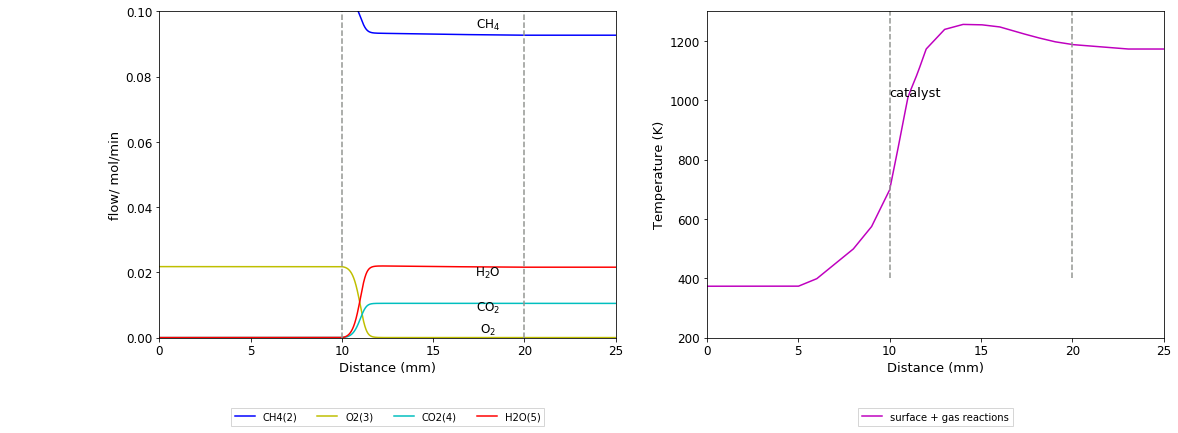 0.10
0.08
0.06
0.04
0.02
0.00
flow/ mol/min
CH4
H2O
CO2
O2
0 5 10 15 20 25
Distance (mm)
CH4(2) O2(3) CO2(4) H2O(5)
1200
1000
800
600
400
200
Temperature (K)
catalyst
0 5 10 15 20 25
Distance (mm)
surface + gas reactions